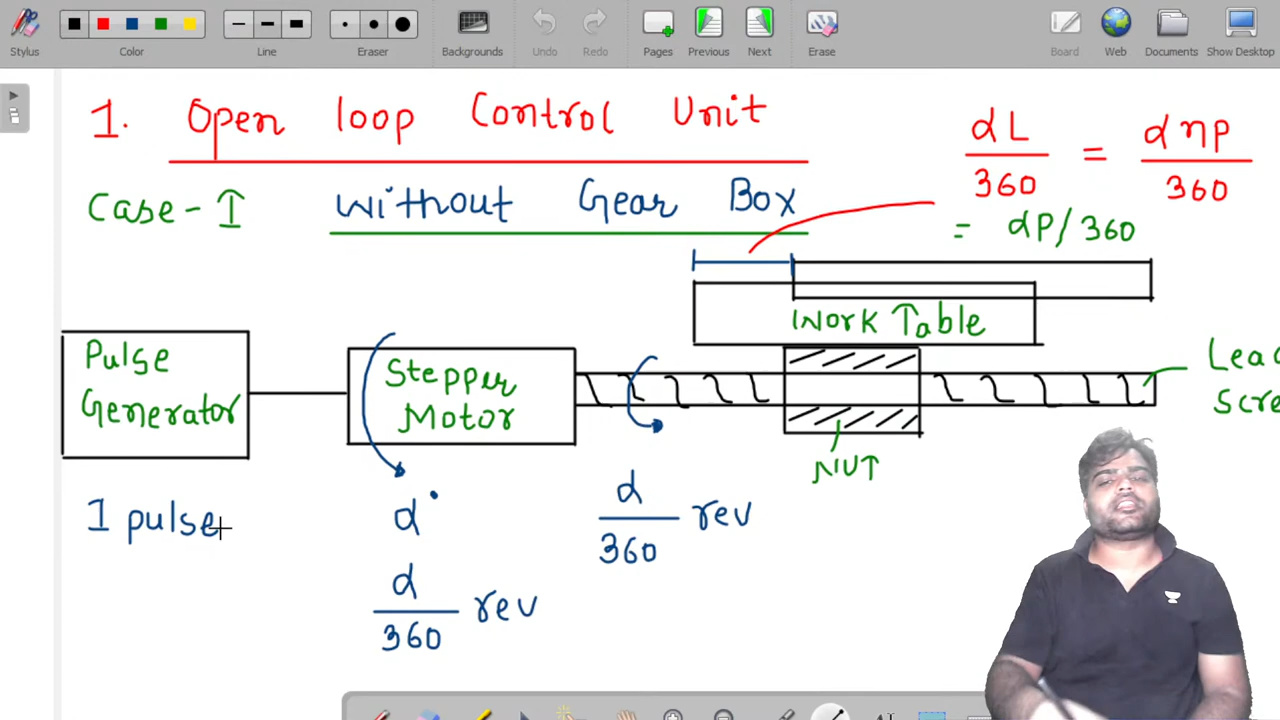 Stylus
Color
Line
Eraser
Backgrounds
Undo
Redo
Pages
Previous
Next
Erase
Board
Web
Documents
Show Desktop
1. Open loop Control Unit
αL/360 = αnp/360
= αP/360
Case-I without Gear Box
Work Table
Pulse
Generator
Stepper
Motor
Lead
Scre
NUT
1 pulse
α°
α/360 rev
α/360 rev